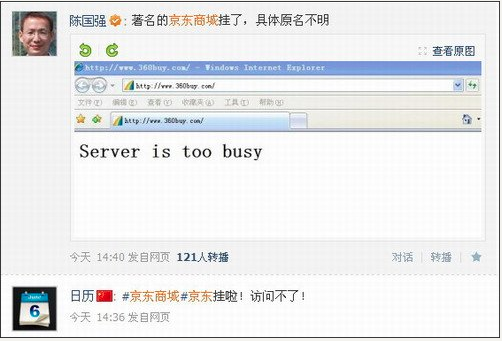 陈国强: 著名的京东商城挂了，具体原名不明
查看原图
http://www.360buy.com/ - Windows Internet Explorer
http://www.360buy.com/
文件(F) 编辑(E) 查看(V) 收藏夹(A) 工具(T) 帮助(H)
http://www.360buy.com/
Server is too busy
今天 14:40 发自网页 121人转播 对话 | 转播 |
June
6
日历: #京东商城#京东挂啦！访问不了！
今天 14:36 发自网页